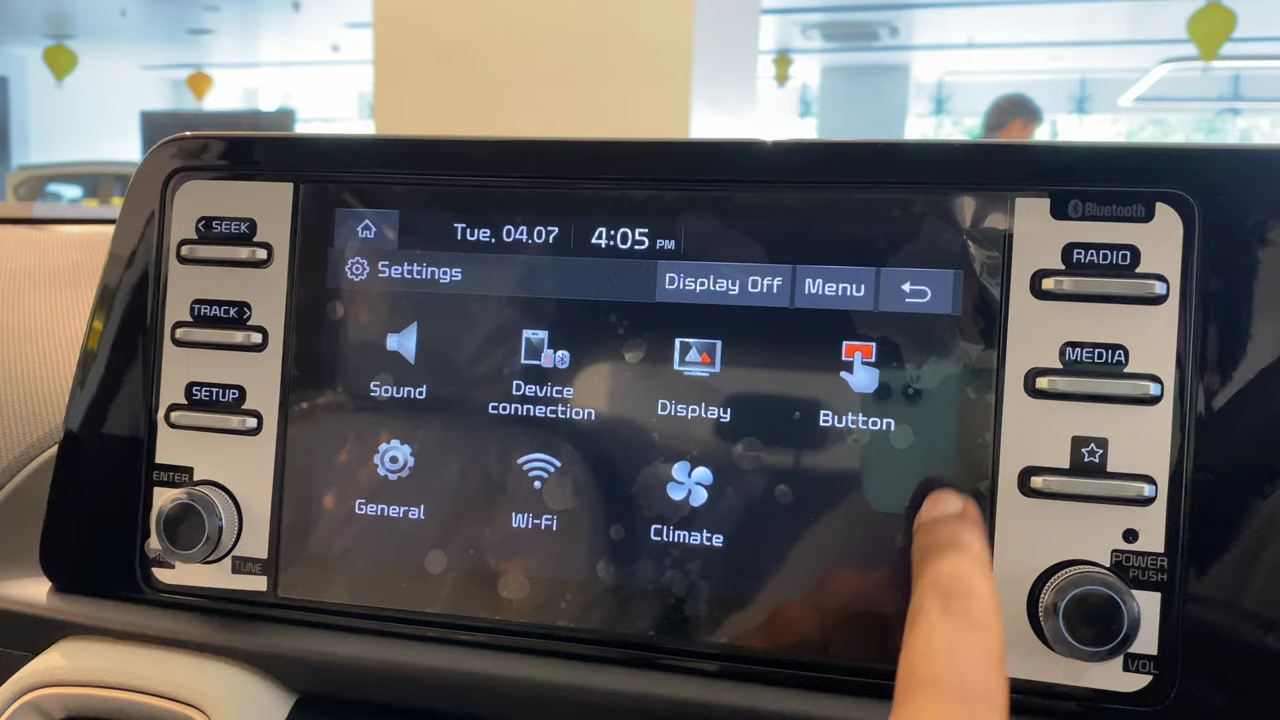 < SEEK
TRACK >
SETUP
ENTER
TUNE
Tue, 04.07
4:05 PM
Settings
Display Off
Menu
Sound
Device
connection
Display
Button
General
Wi-Fi
Climate
Bluetooth
RADIO
MEDIA
POWER
PUSH
VOL